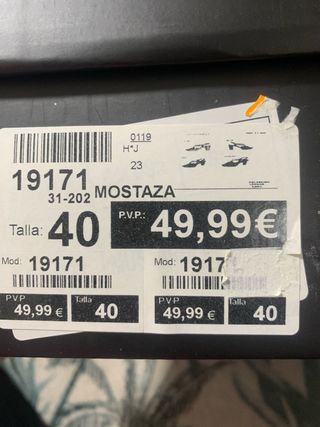 0119
H*J
23
19171
31-202 MOSTAZA
Talla: 40 P.V.P.: 49,99€
Mod: 19171 Mod: 1917
PVP Talla PVP Talla
49,99 € 40 49,99 € 40